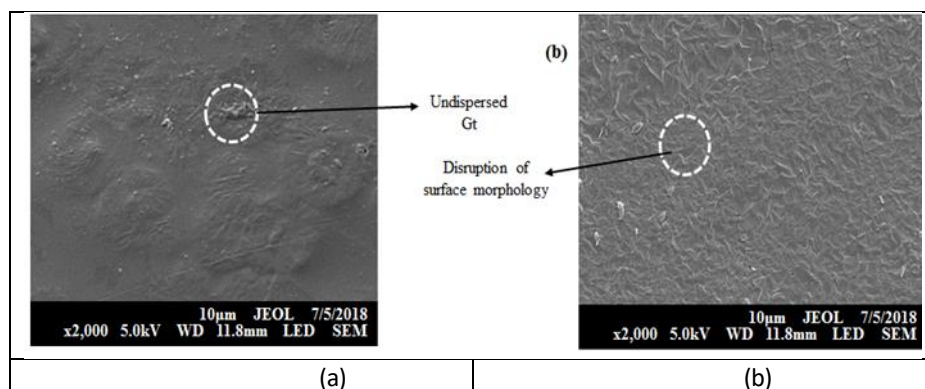 (b)
Undispersed
Gt
Disruption of
surface morphology
10µm JEOL 7/5/2018
x2,000 5.0kV WD 11.8mm LED SEM
10µm JEOL 7/5/2018
x2,000 5.0kV WD 11.8mm LED SEM
(a)
(b)